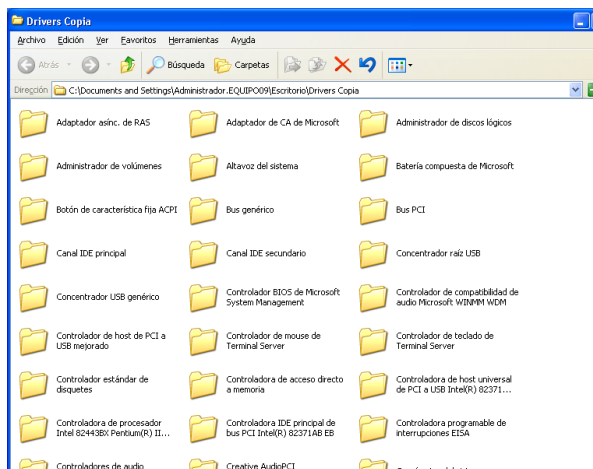 Drivers Copia
Archivo Edición Ver Favoritos Herramientas Ayuda
Atrás Búsqueda Carpetas
Dirección C:\Documents and Settings\Administrador.EQUIPO09\Escritorio\Drivers Copia
Adaptador asínc. de RAS
Adaptador de CA de Microsoft
Administrador de discos lógicos
Administrador de volúmenes
Altavoz del sistema
Batería compuesta de Microsoft
Botón de característica fija ACPI
Bus genérico
Bus PCI
Canal IDE principal
Canal IDE secundario
Concentrador raíz USB
Concentrador USB genérico
Controlador BIOS de Microsoft
System Management
Controlador de compatibilidad de
audio Microsoft WINMM WDM
Controlador de host de PCI a
USB mejorado
Controlador de mouse de
Terminal Server
Controlador de teclado de
Terminal Server
Controlador estándar de
disquetes
Controladora de acceso directo
a memoria
Controladora de host universal
de PCI a USB Intel(R) 82371...
Controladora de procesador
Intel 82443BX Pentium(R) II...
Controladora IDE principal de
bus PCI Intel(R) 82371AB EB
Controladora programable de
interrupciones EISA
Controladores de audio
Creative AudioPCI